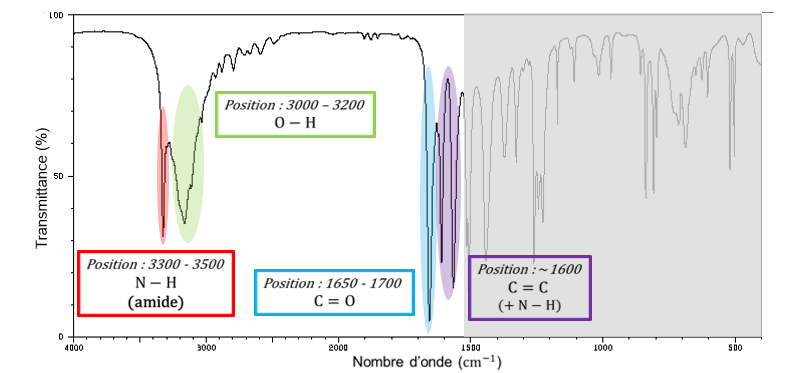 100
50
0
Transmittance (%)
Position : 3000 – 3200
O – H
Position : 3300 - 3500
N – H
(amide)
Position : 1650 - 1700
C = O
Position : ~ 1600
C = C
(+ N – H)
4000
3000
2000
1500
1000
500
Nombre d'onde (cm⁻¹)